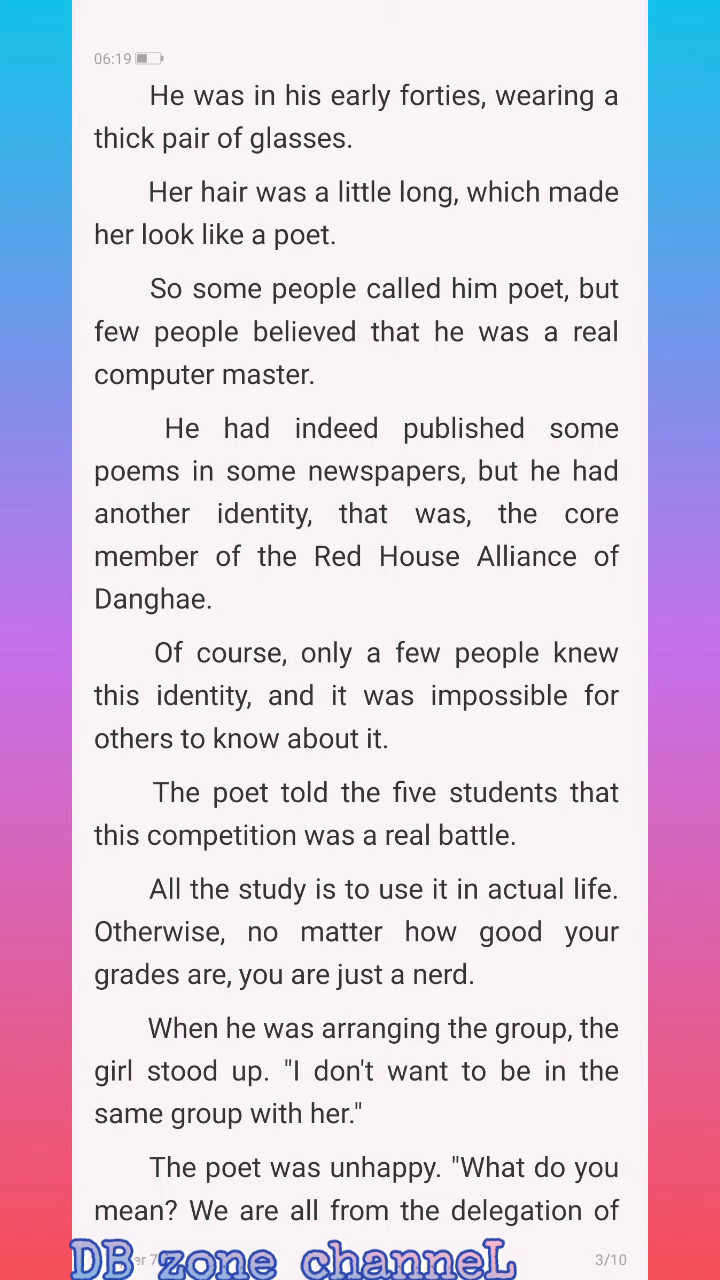 06:19
He was in his early forties, wearing a
thick pair of glasses.
Her hair was a little long, which made
her look like a poet.
So some people called him poet, but
few people believed that he was a real
computer master.
He had indeed published some
poems in some newspapers, but he had
another identity, that was, the core
member of the Red House Alliance of
Danghae.
Of course, only a few people knew
this identity, and it was impossible for
others to know about it.
The poet told the five students that
this competition was a real battle.
All the study is to use it in actual life.
Otherwise, no matter how good your
grades are, you are just a nerd.
When he was arranging the group, the
girl stood up. "I don't want to be in the
same group with her."
The poet was unhappy. "What do you
mean? We are all from the delegation of
DB zone channeL
3/10